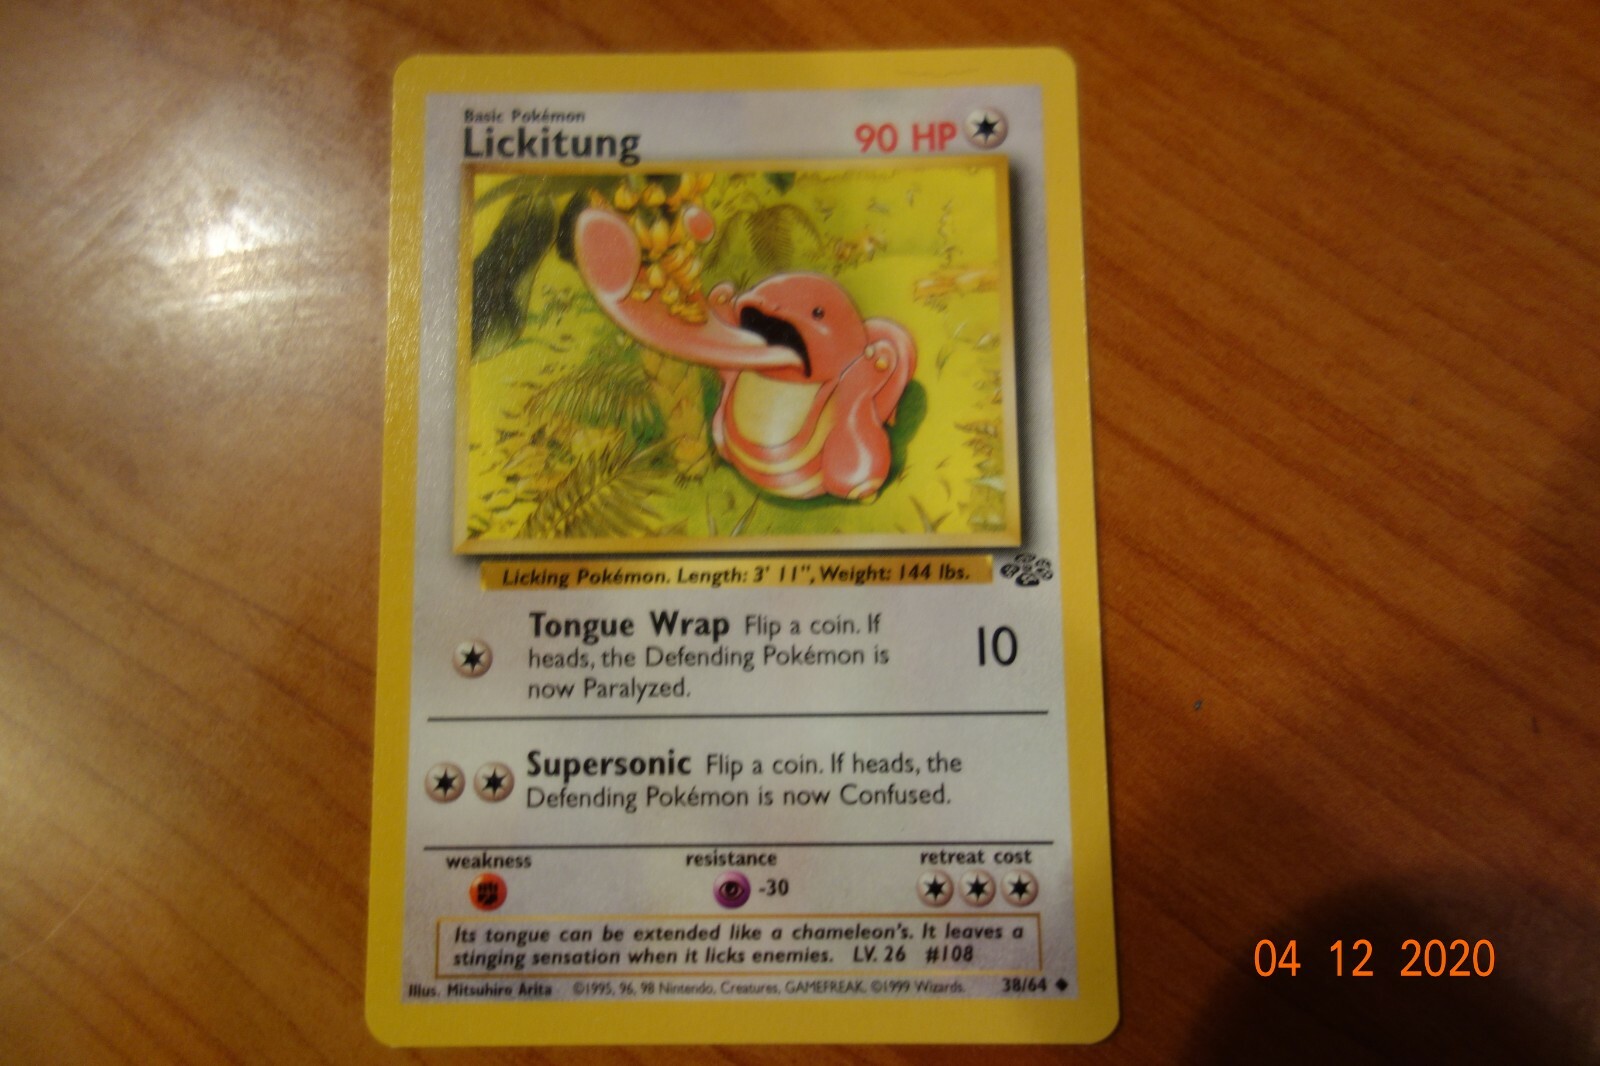 Basic Pokémon
Lickitung
90 HP
Licking Pokémon. Length: 3' 11", Weight: 144 lbs.
Tongue Wrap Flip a coin. If
heads, the Defending Pokémon is
now Paralyzed.
10
Supersonic Flip a coin. If heads, the
Defending Pokémon is now Confused.
weakness resistance retreat cost
-30
Its tongue can be extended like a chameleon's. It leaves a
stinging sensation when it licks enemies. LV. 26 #108
Illus. Mitsuhiro Arita ©1995, 96, 98 Nintendo, Creatures, GAMEFREAK. ©1999 Wizards. 38/64
04 12 2020